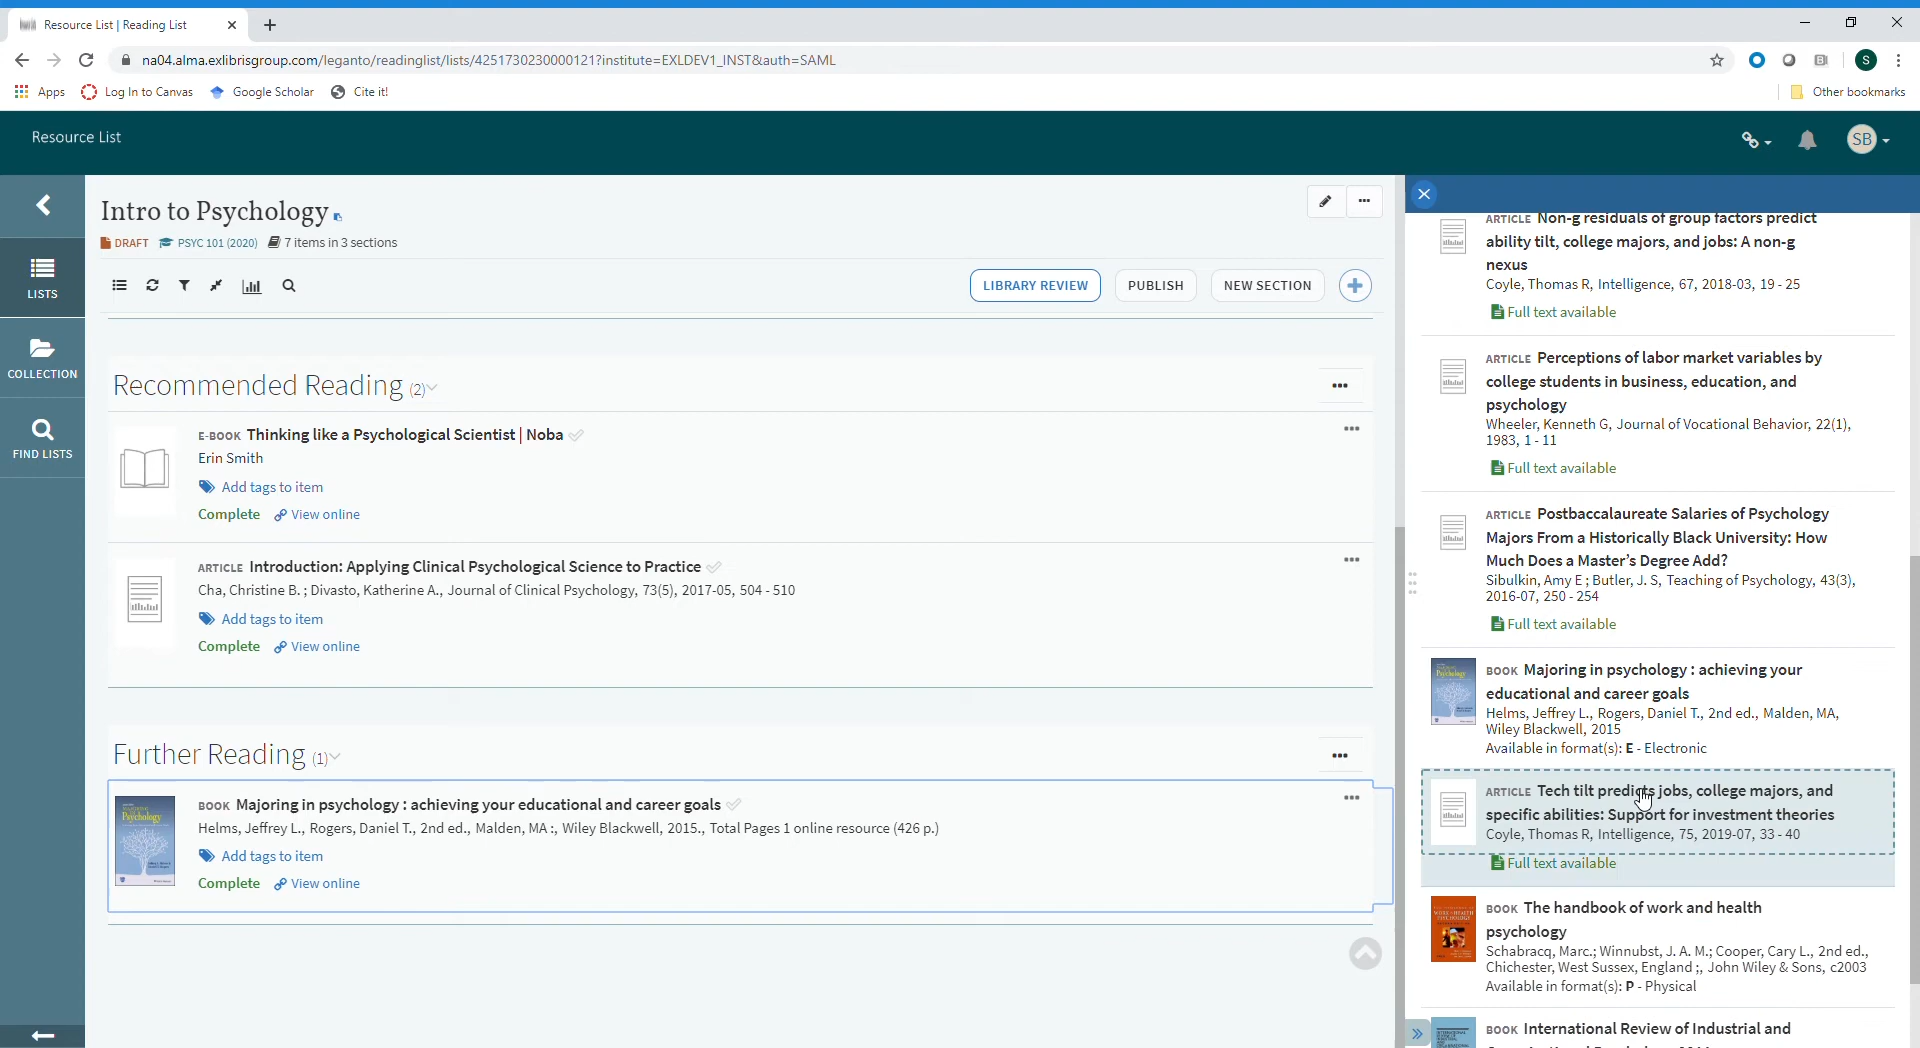 Resource List | Reading List
na04.alma.exlibrisgroup.com/leganto/readinglist/lists/4251730230000121?institute=EXLDEV1_INST&auth=SAML
S
Apps Log In to Canvas Google Scholar Cite it! Other bookmarks
Resource List
SB
LISTS
COLLECTION
FIND LISTS
Intro to Psychology
DRAFT PSYC 101 (2020) 7 items in 3 sections
LIBRARY REVIEW PUBLISH NEW SECTION
Recommended Reading (2)
E-BOOK Thinking like a Psychological Scientist | Noba
Erin Smith
Add tags to item
Complete View online
ARTICLE Introduction: Applying Clinical Psychological Science to Practice
Cha, Christine B. ; Divasto, Katherine A., Journal of Clinical Psychology, 73(5), 2017-05, 504 - 510
Add tags to item
Complete View online
Further Reading (1)
BOOK Majoring in psychology : achieving your educational and career goals
Helms, Jeffrey L., Rogers, Daniel T., 2nd ed., Malden, MA :, Wiley Blackwell, 2015., Total Pages 1 online resource (426 p.)
Add tags to item
Complete View online
ARTICLE Non-g residuals of group factors predict
ability tilt, college majors, and jobs: A non-g
nexus
Coyle, Thomas R, Intelligence, 67, 2018-03, 19 - 25
Full text available
ARTICLE Perceptions of labor market variables by
college students in business, education, and
psychology
Wheeler, Kenneth G, Journal of Vocational Behavior, 22(1),
1983, 1 - 11
Full text available
ARTICLE Postbaccalaureate Salaries of Psychology
Majors From a Historically Black University: How
Much Does a Master's Degree Add?
Sibulkin, Amy E ; Butler, J. S, Teaching of Psychology, 43(3),
2016-07, 250 - 254
Full text available
BOOK Majoring in psychology : achieving your
educational and career goals
Helms, Jeffrey L., Rogers, Daniel T., 2nd ed., Malden, MA,
Wiley Blackwell, 2015
Available in format(s): E - Electronic
ARTICLE Tech tilt predicts jobs, college majors, and
specific abilities: Support for investment theories
Coyle, Thomas R, Intelligence, 75, 2019-07, 33 - 40
Full text available
BOOK The handbook of work and health
psychology
Schabracq, Marc.; Winnubst, J. A. M.; Cooper, Cary L., 2nd ed.,
Chichester, West Sussex, England ;, John Wiley & Sons, c2003
Available in format(s): P - Physical
BOOK International Review of Industrial and